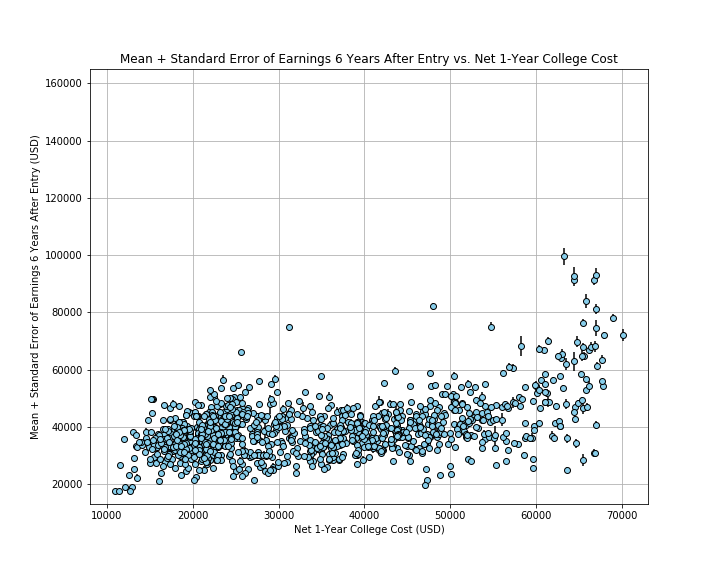 Mean + Standard Error of Earnings 6 Years After Entry vs. Net 1-Year College Cost
Mean + Standard Error of Earnings 6 Years After Entry (USD)
160000
140000
120000
100000
80000
60000
40000
20000
10000 20000 30000 40000 50000 60000 70000
Net 1-Year College Cost (USD)